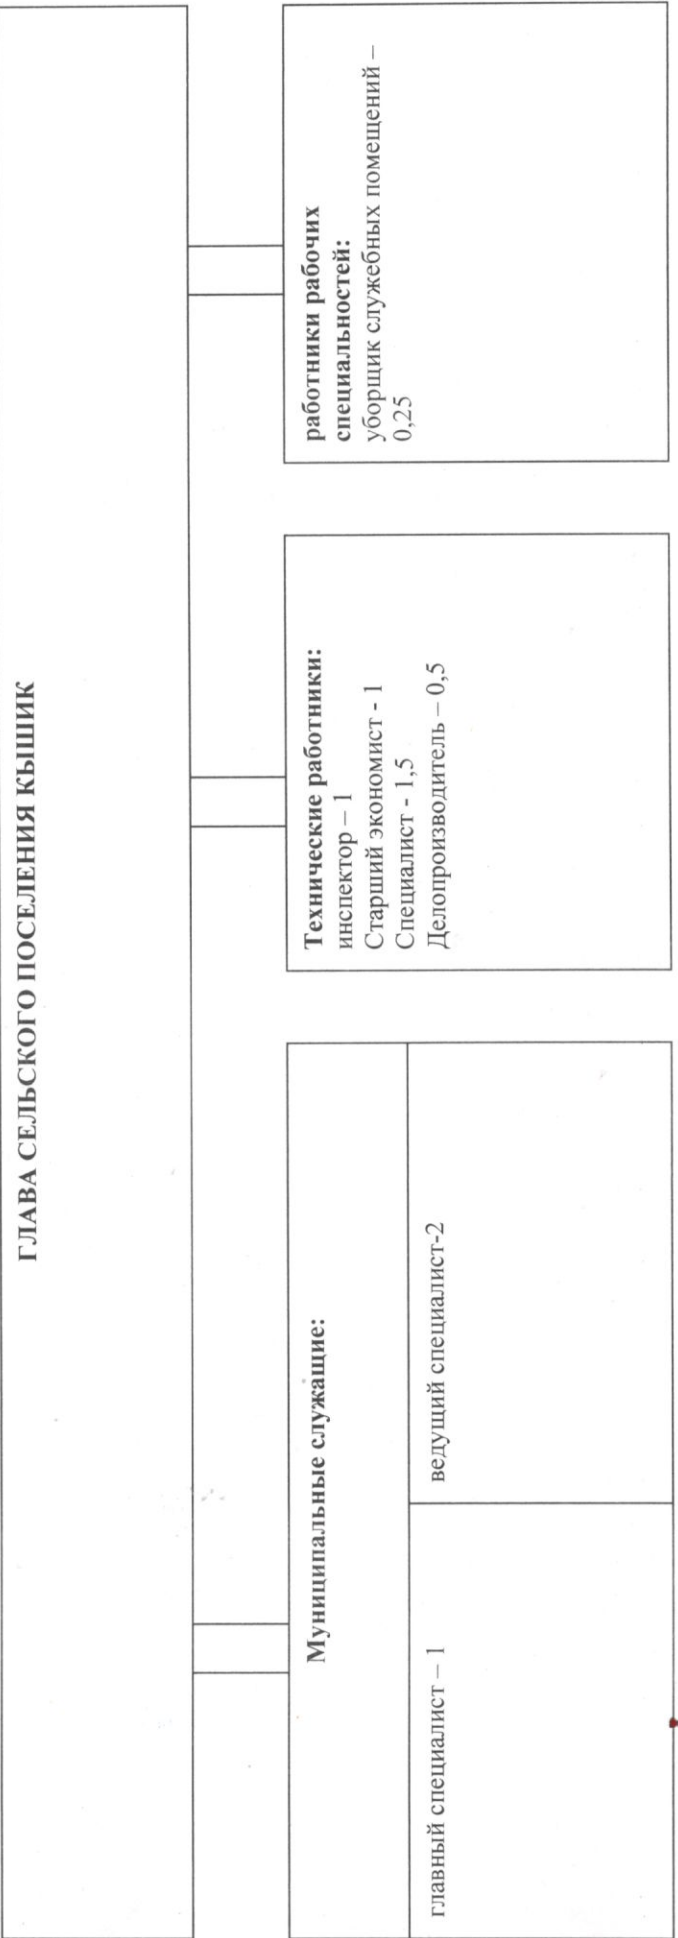 ГЛАВА СЕЛЬСКОГО ПОСЕЛЕНИЯ КЫШИК
Муниципальные служащие:
главный специалист – 1
ведущий специалист-2
Технические работники:
инспектор – 1
Старший экономист - 1
Специалист - 1,5
Делопроизводитель – 0,5
работники рабочих
специальностей:
уборщик служебных помещений –
0,25